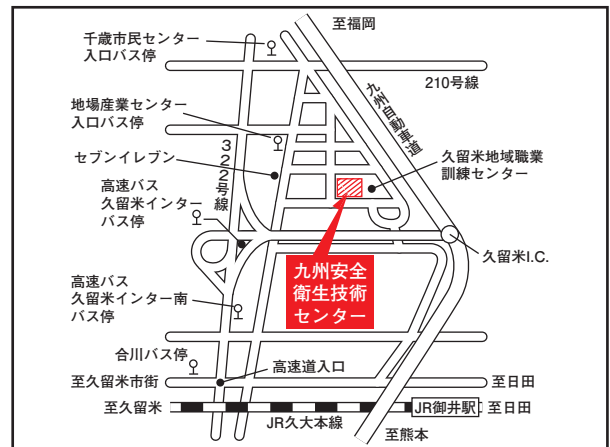 至福岡
千歳市民センター
入口バス停
210号線
九州自動車道
地場産業センター
入口バス停
セブンイレブン
322号線
久留米地域職業
訓練センター
高速バス
久留米インター
バス停
久留米I.C.
九州安全
衛生技術
センター
高速バス
久留米インター南
バス停
合川バス停
高速道入口
至久留米市街
至日田
至久留米
JR久大本線
JR御井駅
至日田
至熊本